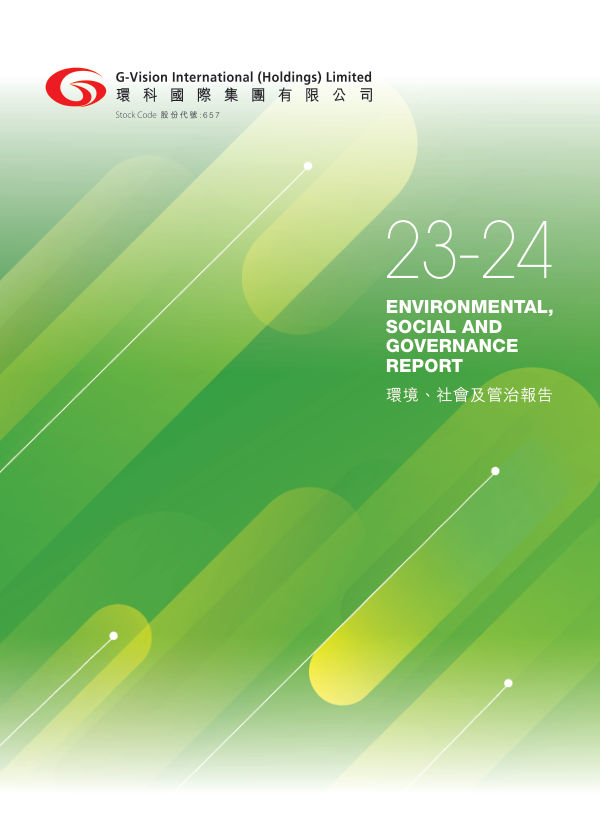 G-Vision International (Holdings) Limited
環科國際集團有限公司
Stock Code 股份代號:657
23-24
ENVIRONMENTAL,
SOCIAL AND
GOVERNANCE
REPORT
環境、社會及管治報告